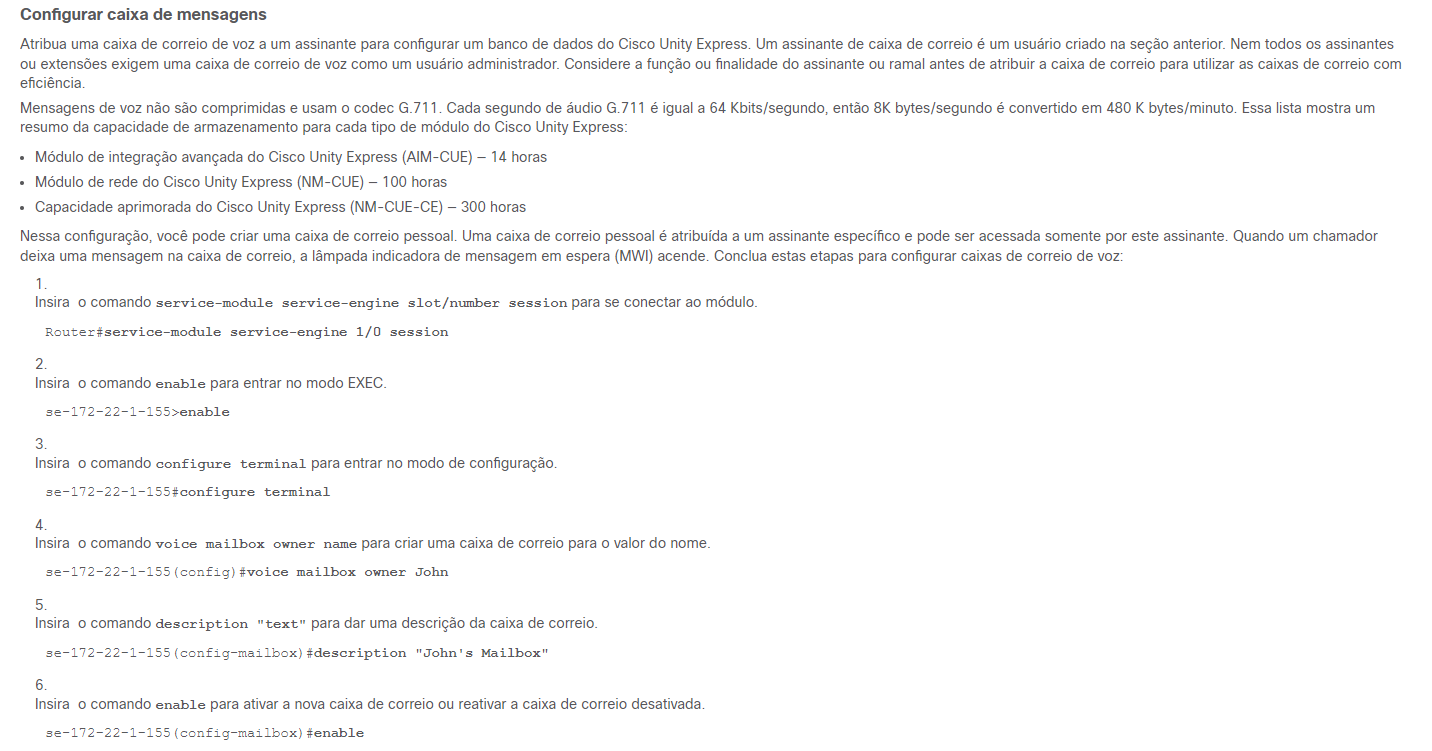 Configurar caixa de mensagens
Atribua uma caixa de correio de voz a um assinante para configurar um banco de dados do Cisco Unity Express. Um assinante de caixa de correio é um usuário criado na seção anterior. Nem todos os assinantes
ou extensões exigem uma caixa de correio de voz como um usuário administrador. Considere a função ou finalidade do assinante ou ramal antes de atribuir a caixa de correio para utilizar as caixas de correio com
eficiência.
Mensagens de voz não são comprimidas e usam o codec G.711. Cada segundo de áudio G.711 é igual a 64 Kbits/segundo, então 8K bytes/segundo é convertido em 480 K bytes/minuto. Essa lista mostra um
resumo da capacidade de armazenamento para cada tipo de módulo do Cisco Unity Express:
• Módulo de integração avançada do Cisco Unity Express (AIM-CUE) – 14 horas
• Módulo de rede do Cisco Unity Express (NM-CUE) – 100 horas
• Capacidade aprimorada do Cisco Unity Express (NM-CUE-CE) – 300 horas
Nessa configuração, você pode criar uma caixa de correio pessoal. Uma caixa de correio pessoal é atribuída a um assinante específico e pode ser acessada somente por este assinante. Quando um chamador
deixa uma mensagem na caixa de correio, a lâmpada indicadora de mensagem em espera (MWI) acende. Conclua estas etapas para configurar caixas de correio de voz:
1.
Insira o comando service-module service-engine slot/number session para se conectar ao módulo.
Router#service-module service-engine 1/0 session
2.
Insira o comando enable para entrar no modo EXEC.
se-172-22-1-155>enable
3.
Insira o comando configure terminal para entrar no modo de configuração.
se-172-22-1-155#configure terminal
4.
Insira o comando voice mailbox owner name para criar uma caixa de correio para o valor do nome.
se-172-22-1-155(config)#voice mailbox owner John
5.
Insira o comando description "text" para dar uma descrição da caixa de correio.
se-172-22-1-155(config-mailbox)#description "John's Mailbox"
6.
Insira o comando enable para ativar a nova caixa de correio ou reativar a caixa de correio desativada.
se-172-22-1-155(config-mailbox)#enable